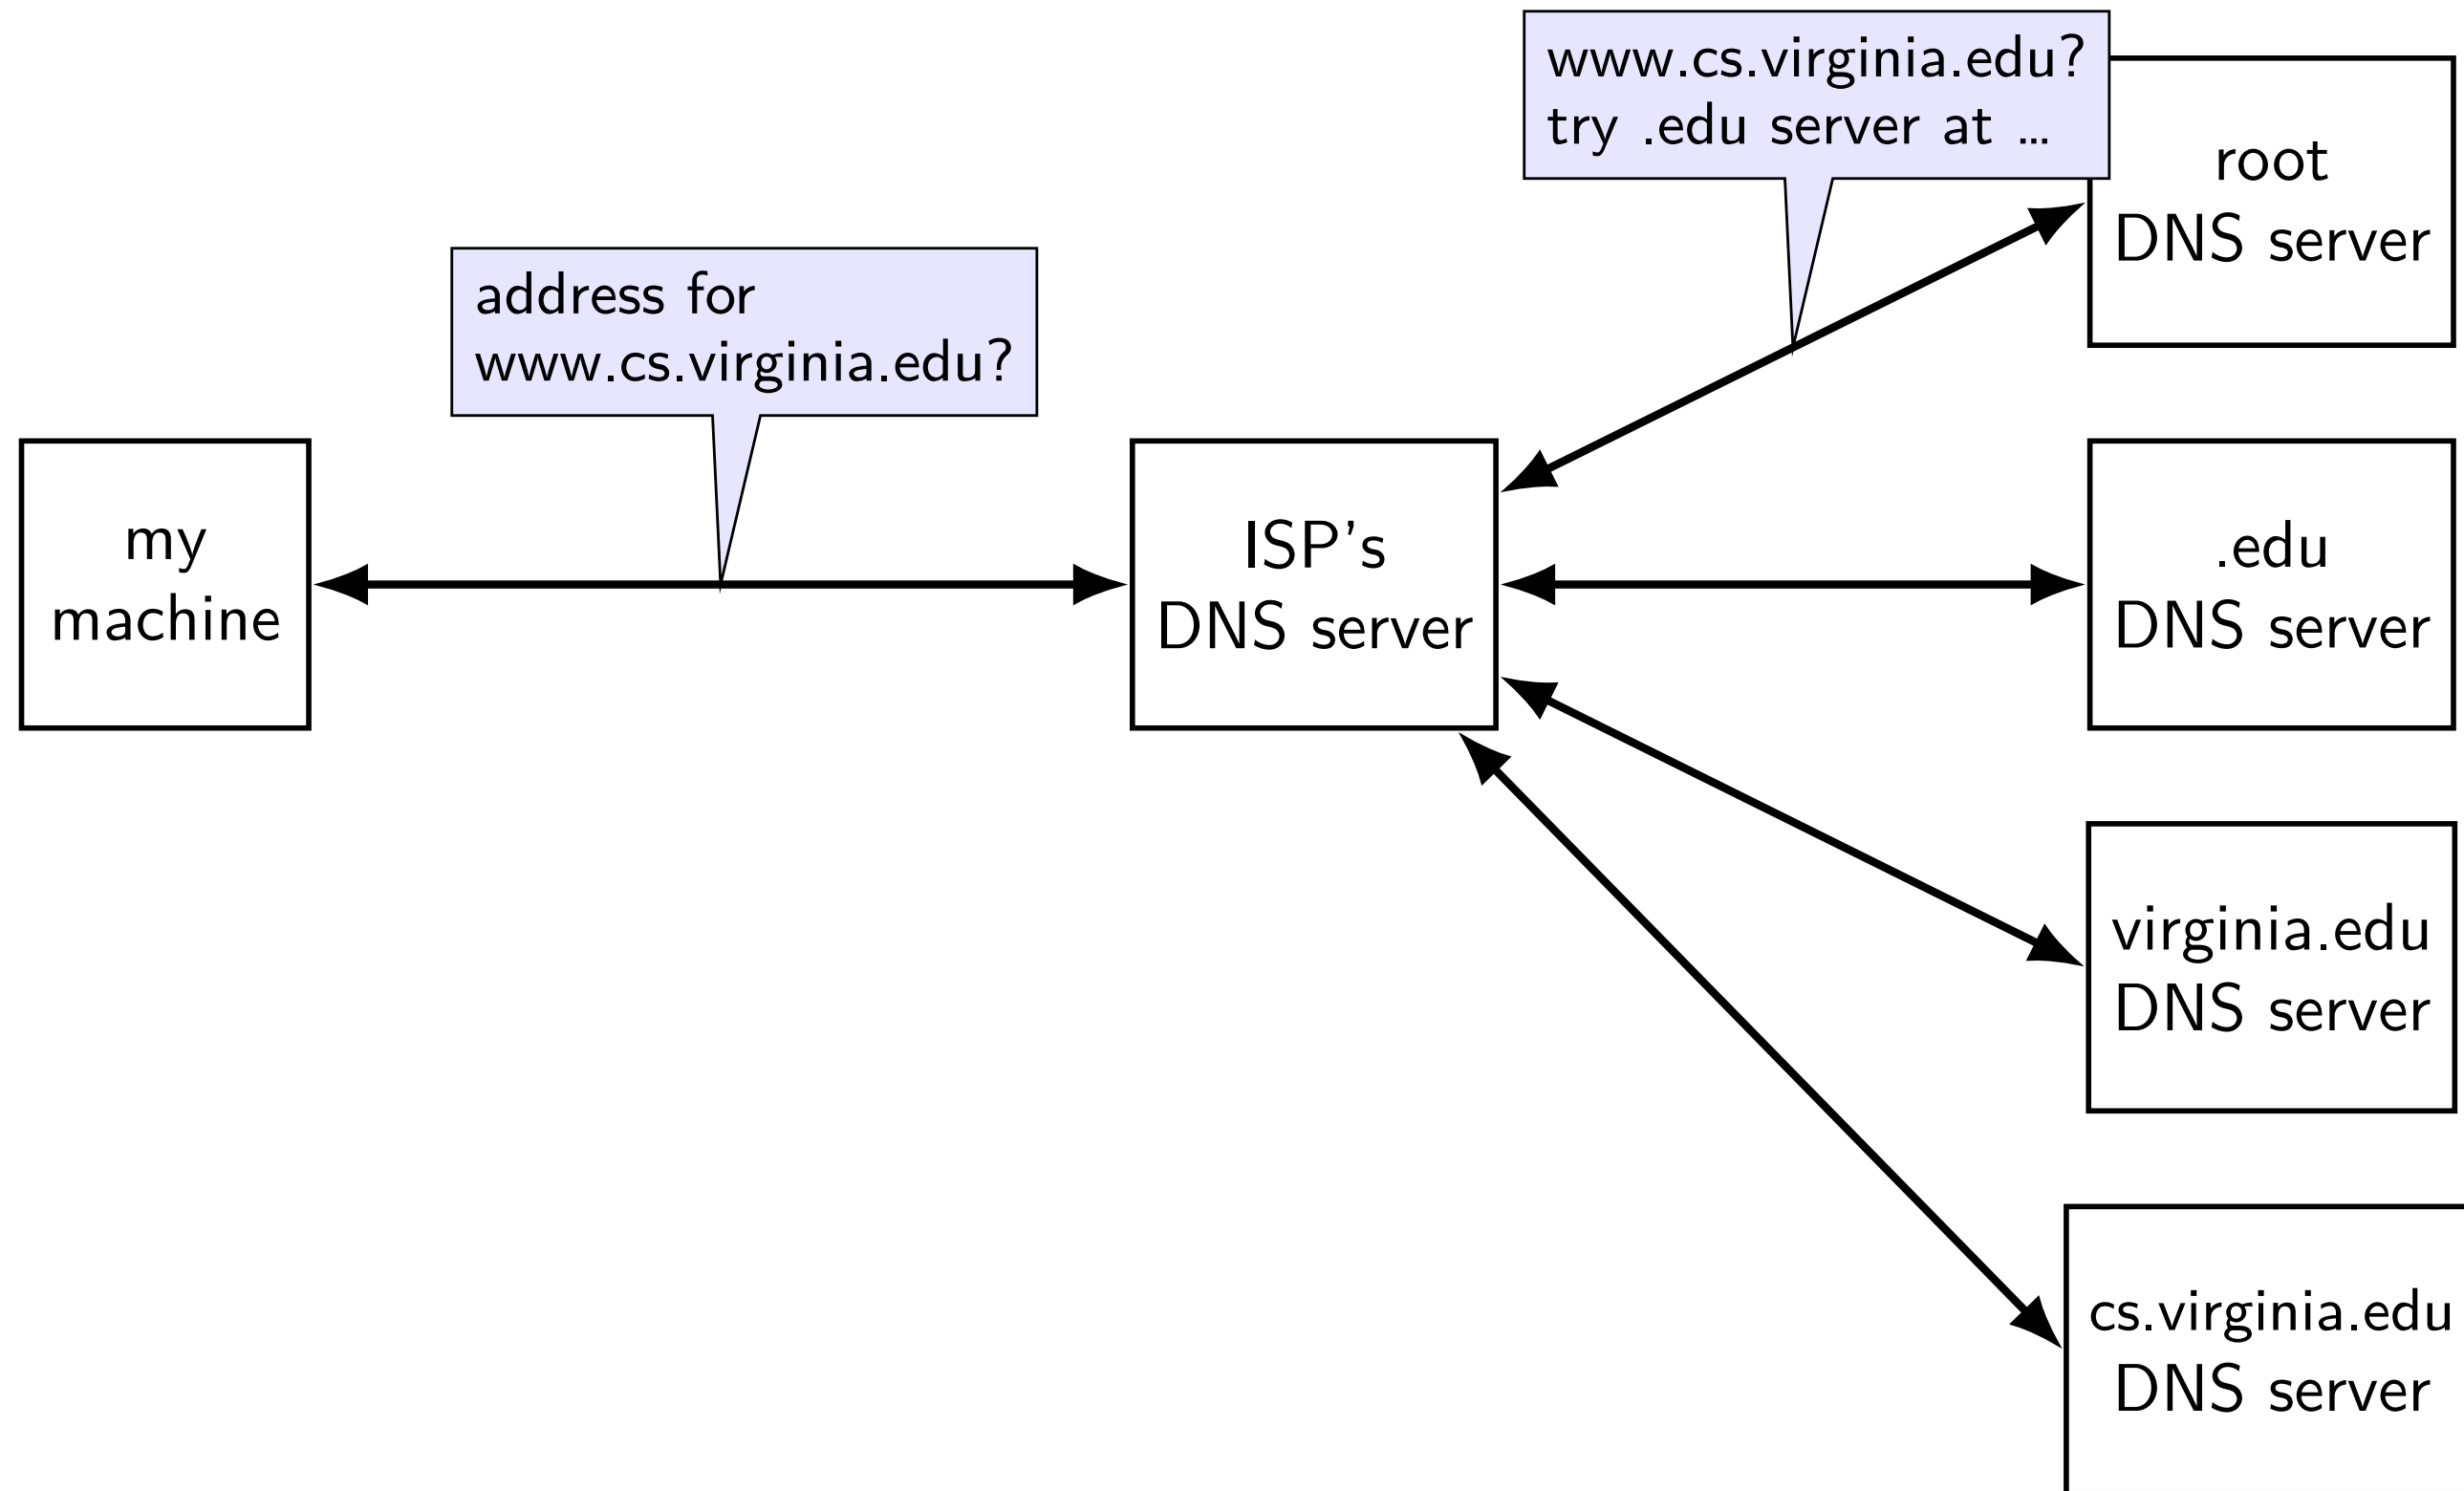 www.cs.virginia.edu?
try .edu server at ...
root
DNS server
address for
www.cs.virginia.edu?
my
machine
ISP's
DNS server
.edu
DNS server
virginia.edu
DNS server
cs.virginia.edu
DNS server